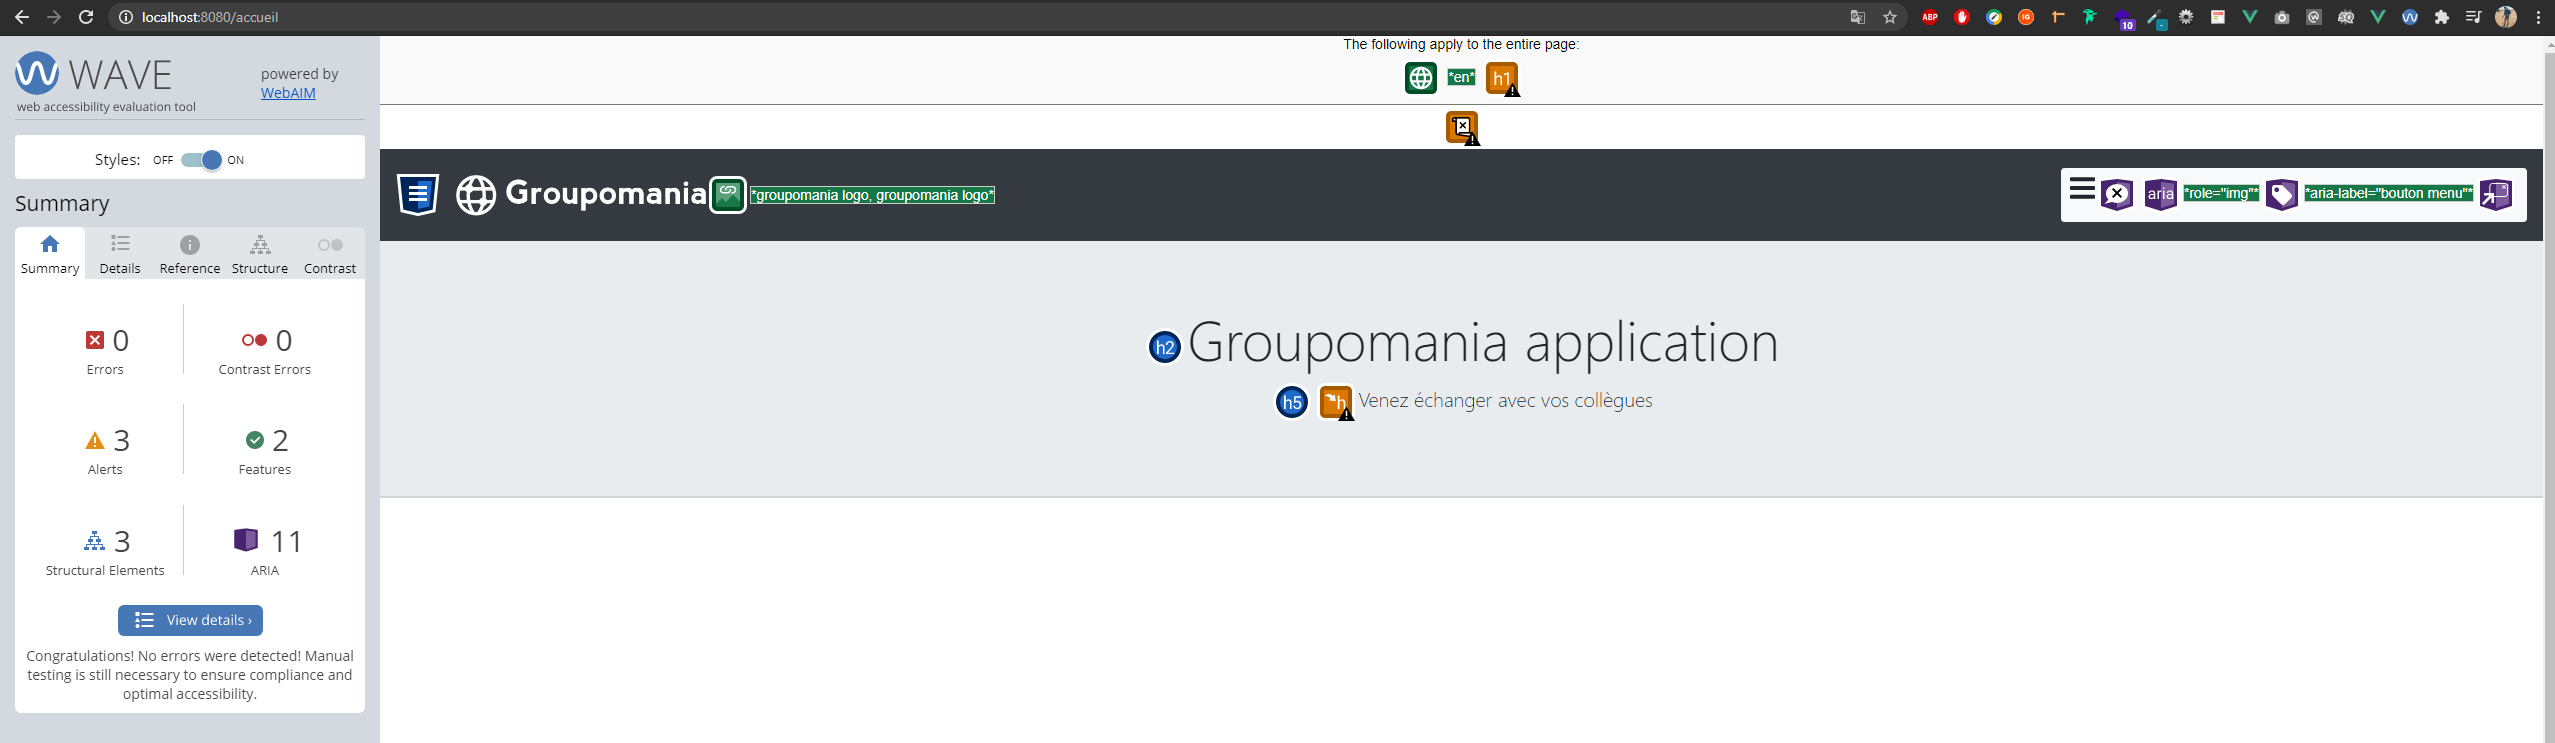 localhost:8080/accueil
ABP
IG
10
WAVE
powered by
WebAIM
web accessibility evaluation tool
Styles: OFF ON
Summary
Summary Details Reference Structure Contrast
0 Errors
0 Contrast Errors
3 Alerts
2 Features
3 Structural Elements
11 ARIA
View details ›
Congratulations! No errors were detected! Manual
testing is still necessary to ensure compliance and
optimal accessibility.
The following apply to the entire page:
*en* h1
Groupomania *groupomania logo, groupomania logo*
aria *role="img"* *aria-label="bouton menu"*
h2 Groupomania application
h5 h Venez échanger avec vos collègues